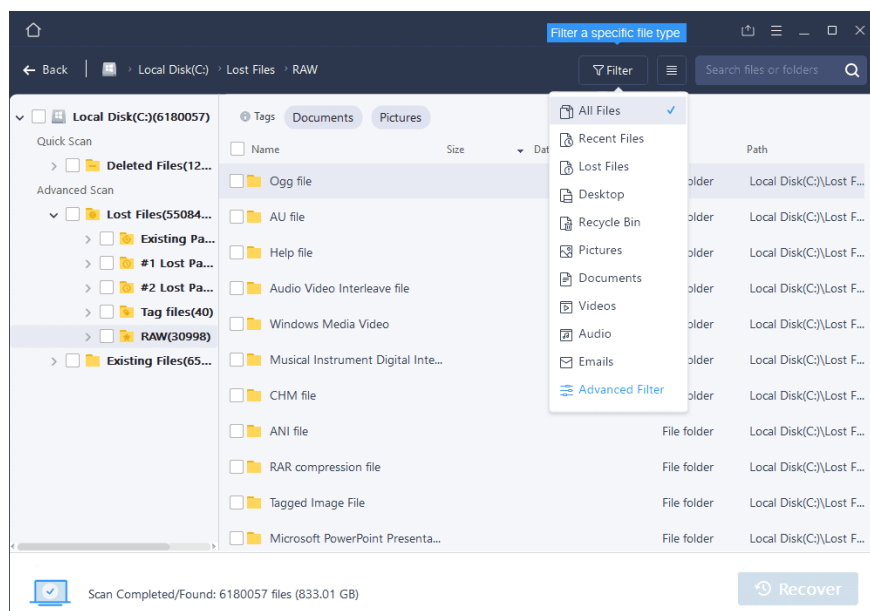 Filter a specific file type
Back
Local Disk(C:)
Lost Files
RAW
Filter
Search files or folders
Local Disk(C:)(6180057)
Quick Scan
Deleted Files(12...
Advanced Scan
Lost Files(55084...
Existing Pa...
#1 Lost Pa...
#2 Lost Pa...
Tag files(40)
RAW(30998)
Existing Files(65...
Tags
Documents
Pictures
Name
Size
Dat
Path
Ogg file
older
Local Disk(C:)\Lost F...
AU file
older
Local Disk(C:)\Lost F...
Help file
older
Local Disk(C:)\Lost F...
Audio Video Interleave file
older
Local Disk(C:)\Lost F...
Windows Media Video
older
Local Disk(C:)\Lost F...
Musical Instrument Digital Inte...
older
Local Disk(C:)\Lost F...
CHM file
older
Local Disk(C:)\Lost F...
ANI file
File folder
Local Disk(C:)\Lost F...
RAR compression file
File folder
Local Disk(C:)\Lost F...
Tagged Image File
File folder
Local Disk(C:)\Lost F...
Microsoft PowerPoint Presenta...
File folder
Local Disk(C:)\Lost F...
All Files
Recent Files
Lost Files
Desktop
Recycle Bin
Pictures
Documents
Videos
Audio
Emails
Advanced Filter
Scan Completed/Found: 6180057 files (833.01 GB)
Recover